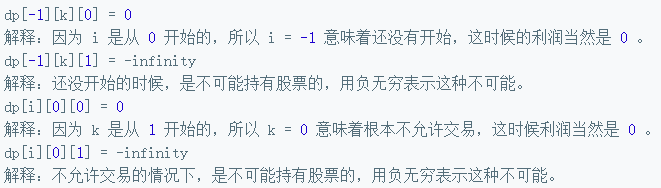 dp[-1][k][0] = 0
解释：因为 i 是从 0 开始的，所以 i = -1 意味着还没有开始，这时候的利润当然是 0 。
dp[-1][k][1] = -infinity
解释：还没开始的时候，是不可能持有股票的，用负无穷表示这种不可能。
dp[i][0][0] = 0
解释：因为 k 是从 1 开始的，所以 k = 0 意味着根本不允许交易，这时候利润当然是 0 。
dp[i][0][1] = -infinity
解释：不允许交易的情况下，是不可能持有股票的，用负无穷表示这种不可能。